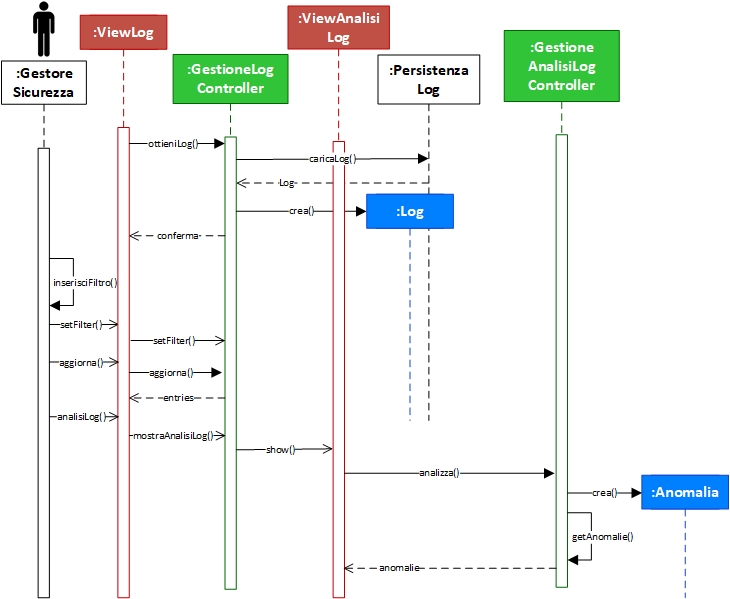 :ViewLog
:ViewAnalisi
Log
:Gestore
Sicurezza
:GestioneLog
Controller
:Persistenza
Log
:Gestione
AnalisiLog
Controller
ottieniLog()
caricaLog()
Log
crea()
:Log
conferma
inserisciFiltro()
setFilter()
setFilter()
aggiorna()
aggiorna()
entries
analisiLog()
mostraAnalisiLog()
show()
analizza()
crea()
:Anomalia
getAnomalie()
anomalie